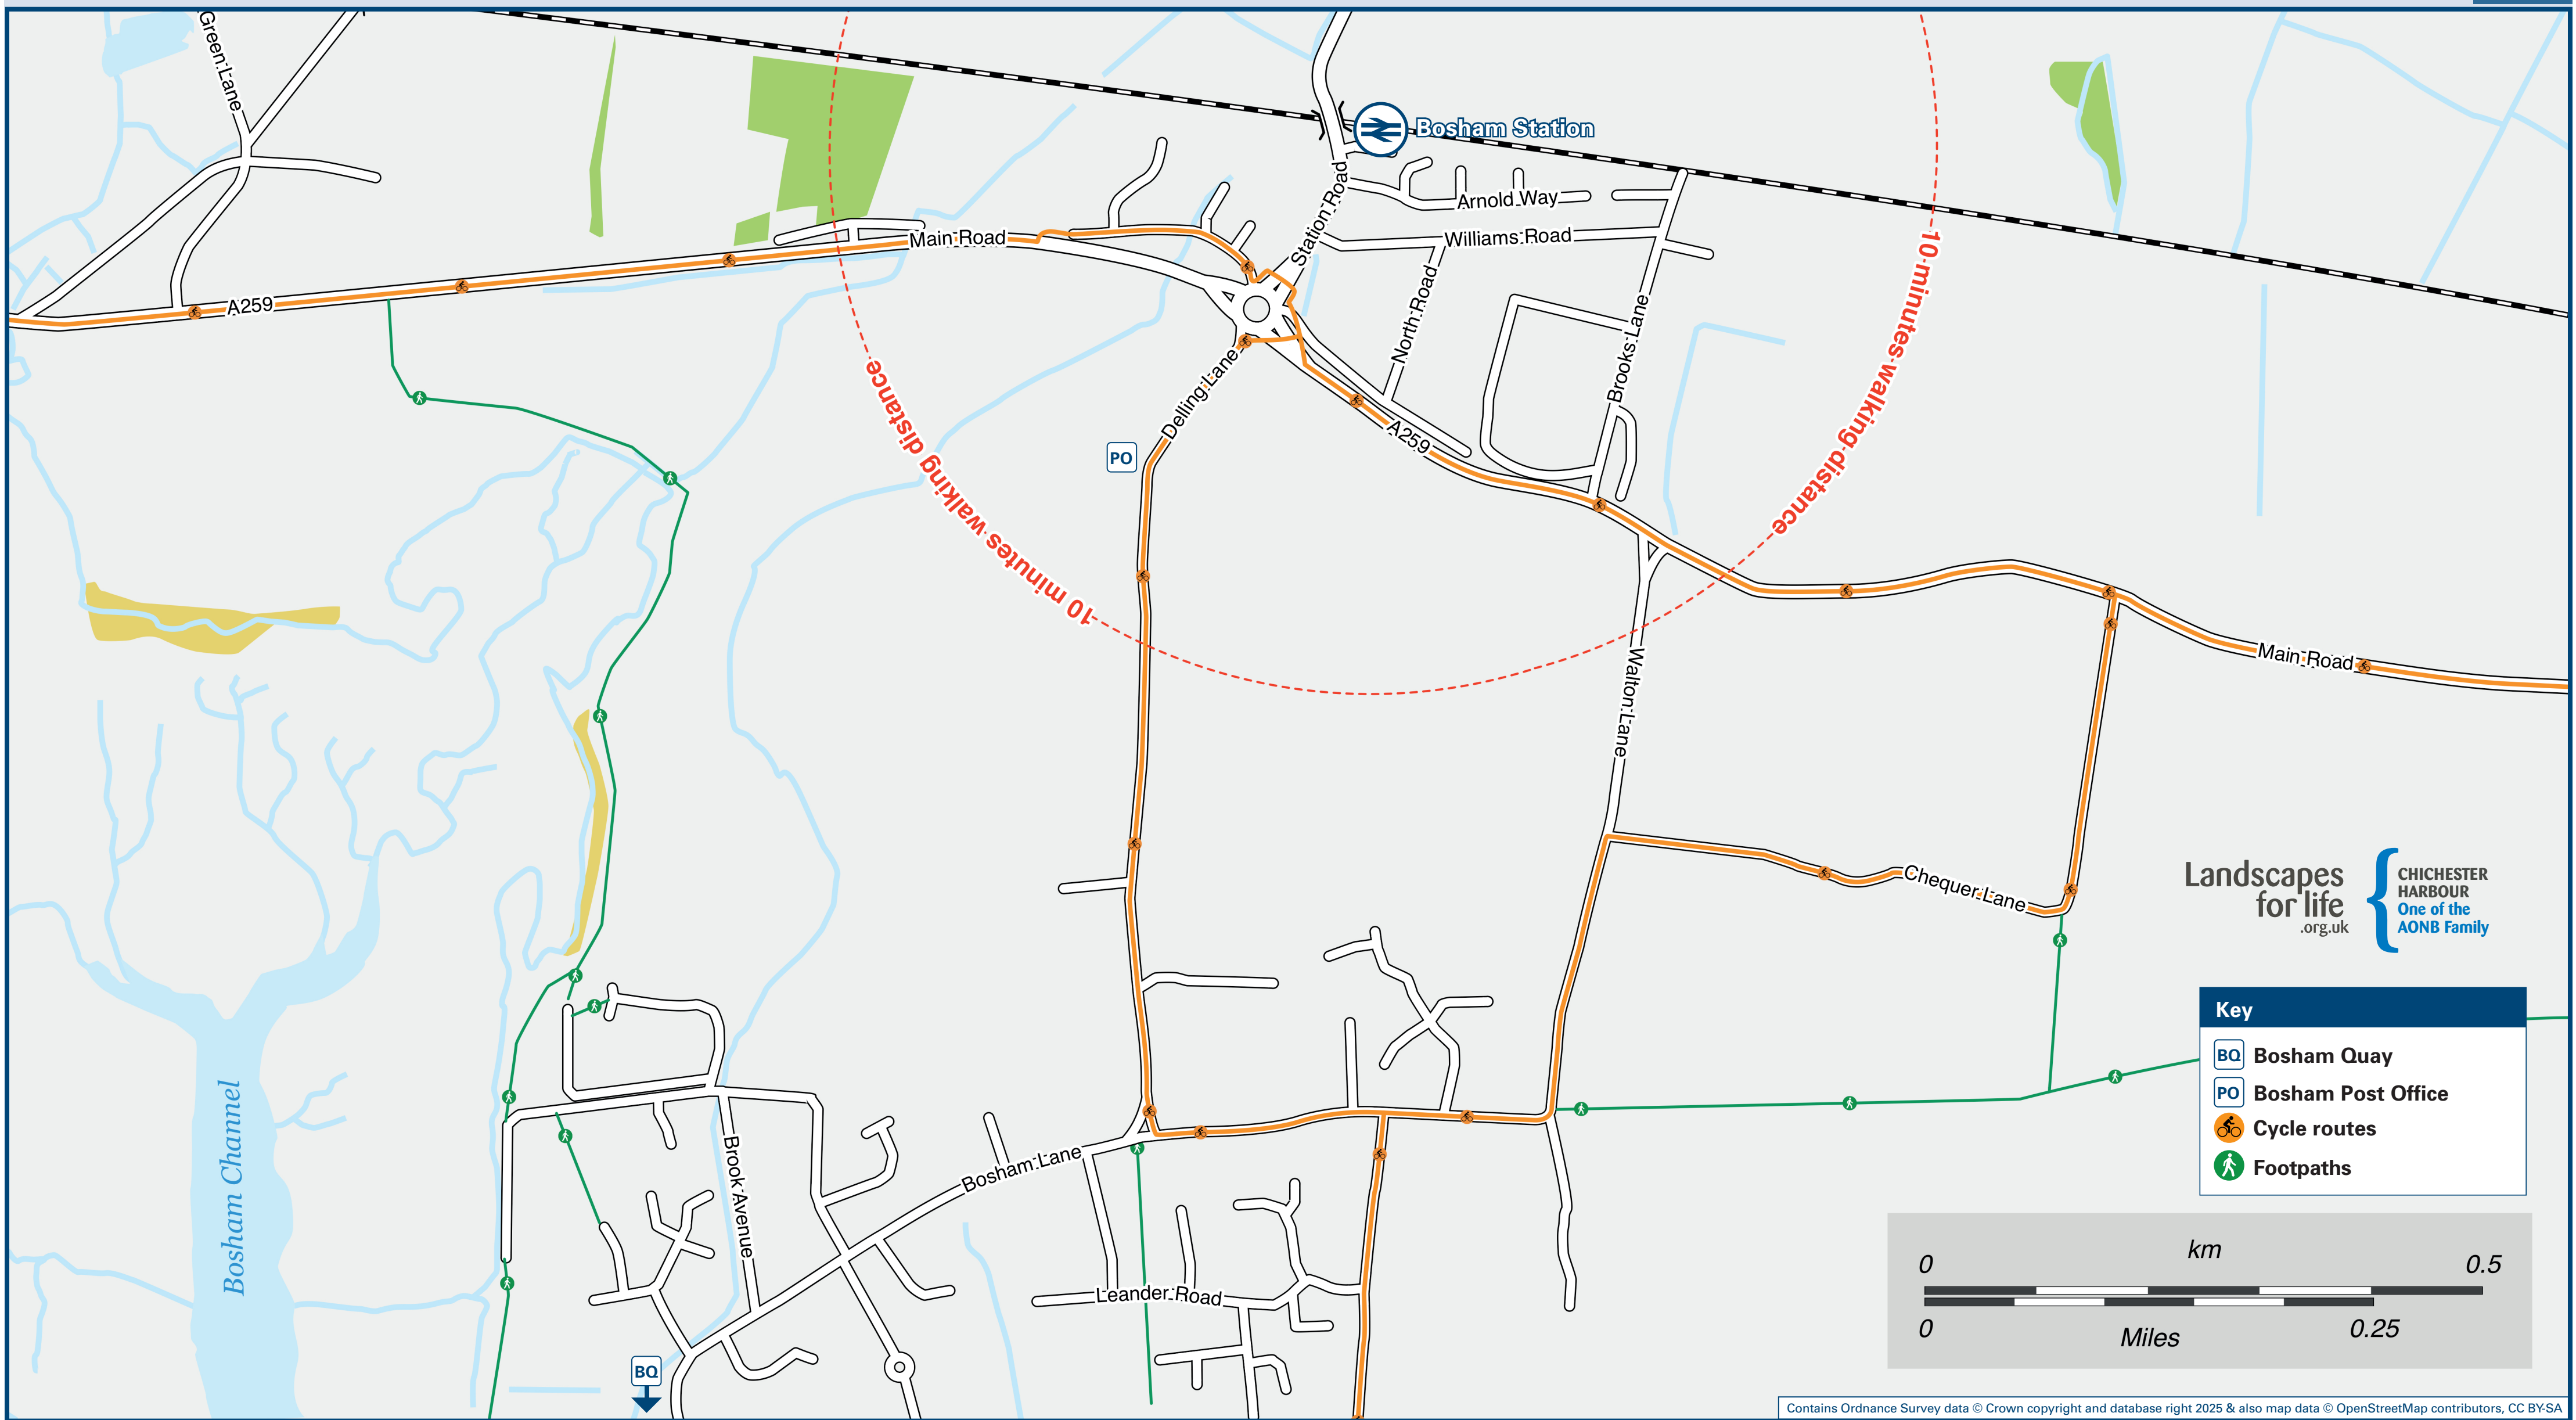 Green Lane
Bosham Station
Station Road
Arnold Way
Main Road
Williams Road
10 minutes walking distance
A259
North Road
Brooks Lane
Delling Lane
10 minutes walking distance
A259
PO
Main Road
Walton Lane
Chequer Lane
Landscapes
for life
.org.uk
CHICHESTER
HARBOUR
One of the
AONB Family
Key
BQ Bosham Quay
PO Bosham Post Office
Cycle routes
Footpaths
Bosham Channel
Brook Avenue
Bosham Lane
Leander Road
BQ
km
0 0.5
0 0.25
Miles
Contains Ordnance Survey data © Crown copyright and database right 2025 & also map data © OpenStreetMap contributors, CC BY-SA